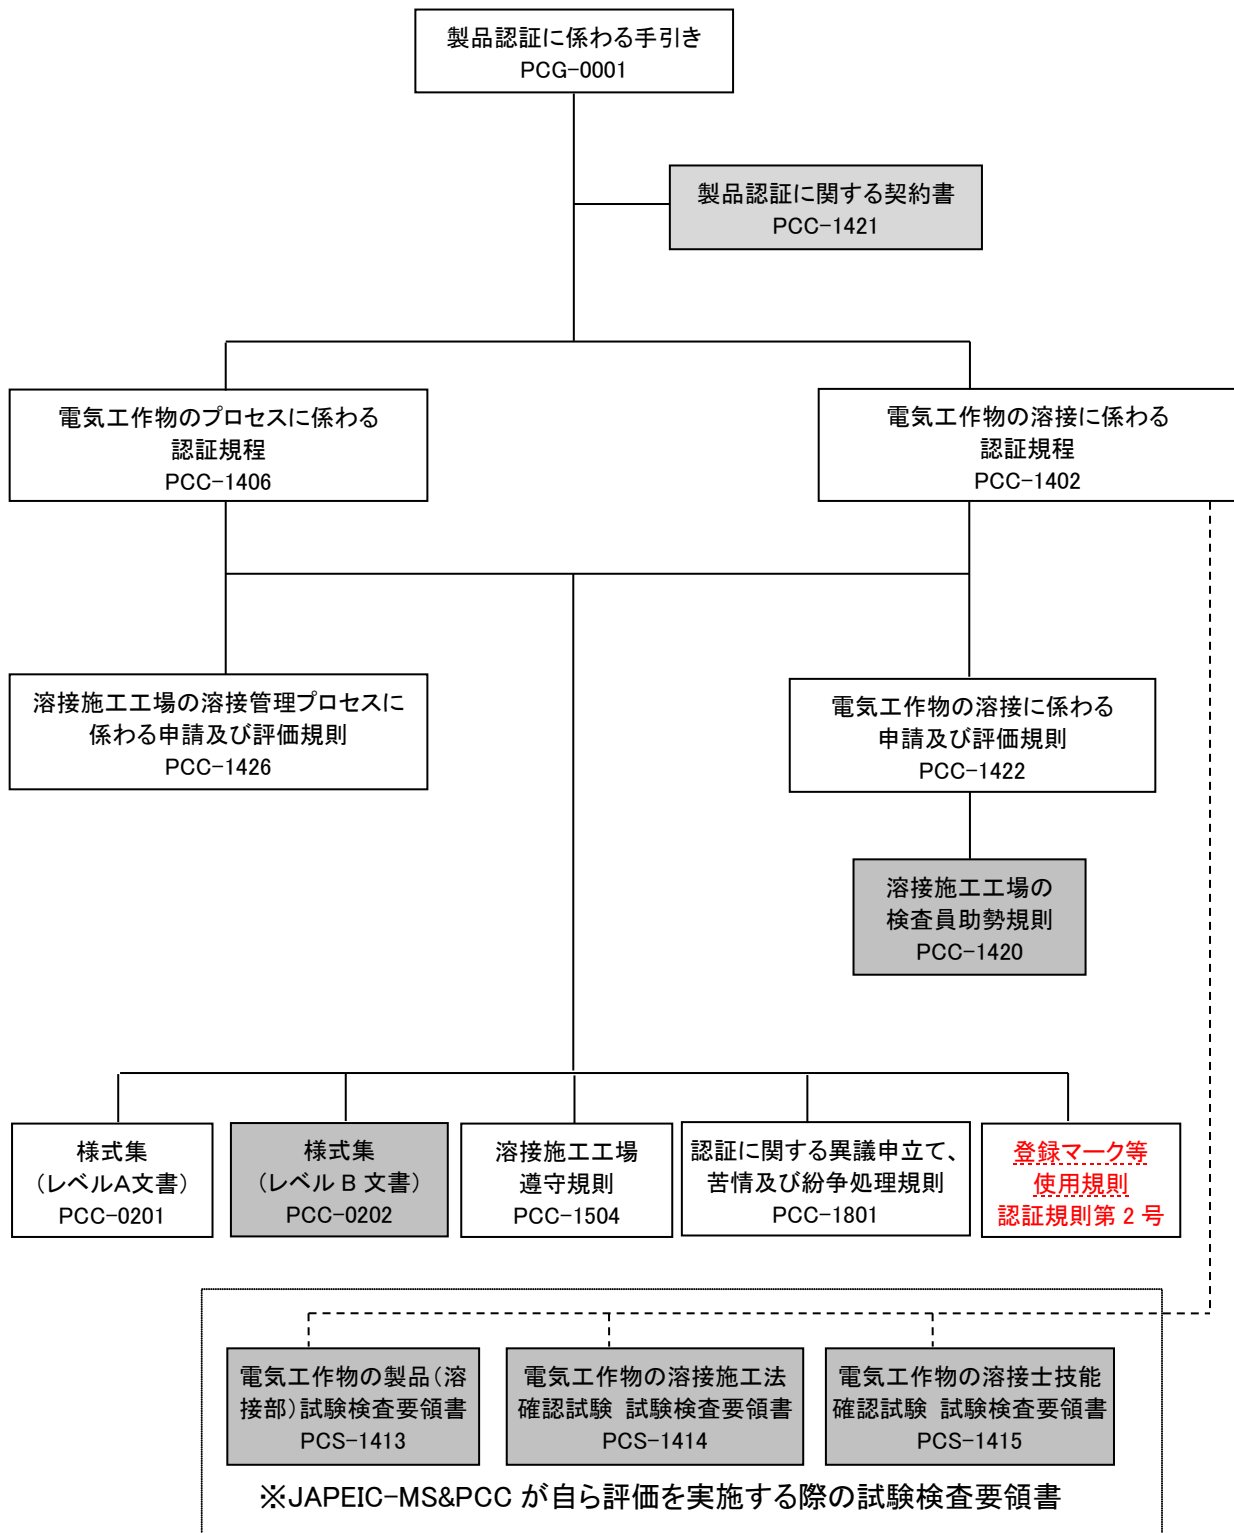 製品認証に係わる手引き
PCG-0001
製品認証に関する契約書
PCC-1421
電気工作物のプロセスに係わる
認証規程
PCC-1406
電気工作物の溶接に係わる
認証規程
PCC-1402
溶接施工工場の溶接管理プロセスに
係わる申請及び評価規則
PCC-1426
電気工作物の溶接に係わる
申請及び評価規則
PCC-1422
溶接施工工場の
検査員助勢規則
PCC-1420
様式集
（レベルA文書）
PCC-0201
様式集
（レベル B 文書）
PCC-0202
溶接施工工場
遵守規則
PCC-1504
認証に関する異議申立て、
苦情及び紛争処理規則
PCC-1801
登録マーク等
使用規則
認証規則第 2 号
電気工作物の製品（溶
接部）試験検査要領書
PCS-1413
電気工作物の溶接施工法
確認試験 試験検査要領書
PCS-1414
電気工作物の溶接士技能
確認試験 試験検査要領書
PCS-1415
※JAPEIC-MS&PCC が自ら評価を実施する際の試験検査要領書